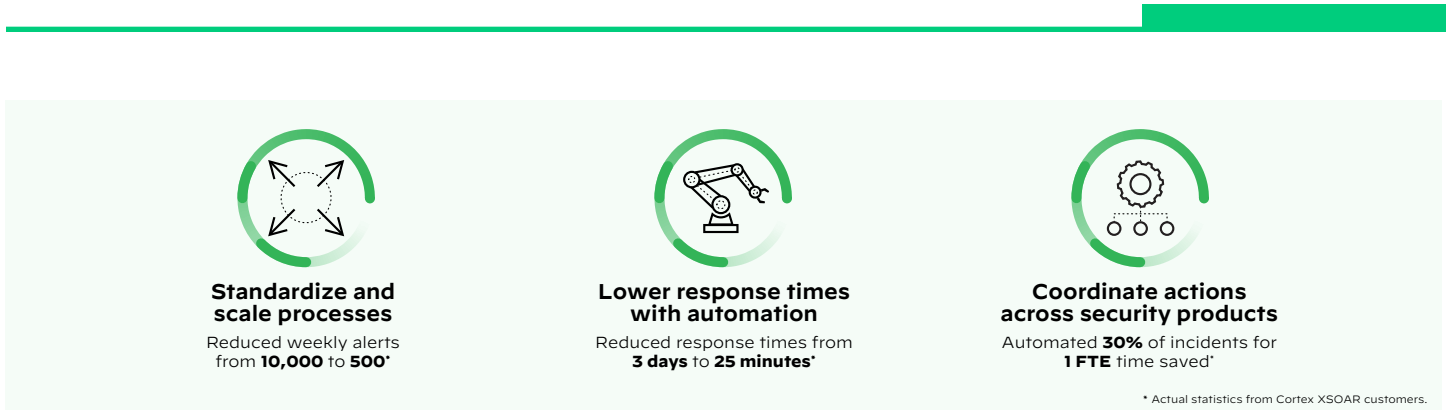 Standardize and
scale processes
Reduced weekly alerts
from 10,000 to 500*
Lower response times
with automation
Reduced response times from
3 days to 25 minutes*
Coordinate actions
across security products
Automated 30% of incidents for
1 FTE time saved*
* Actual statistics from Cortex XSOAR customers.